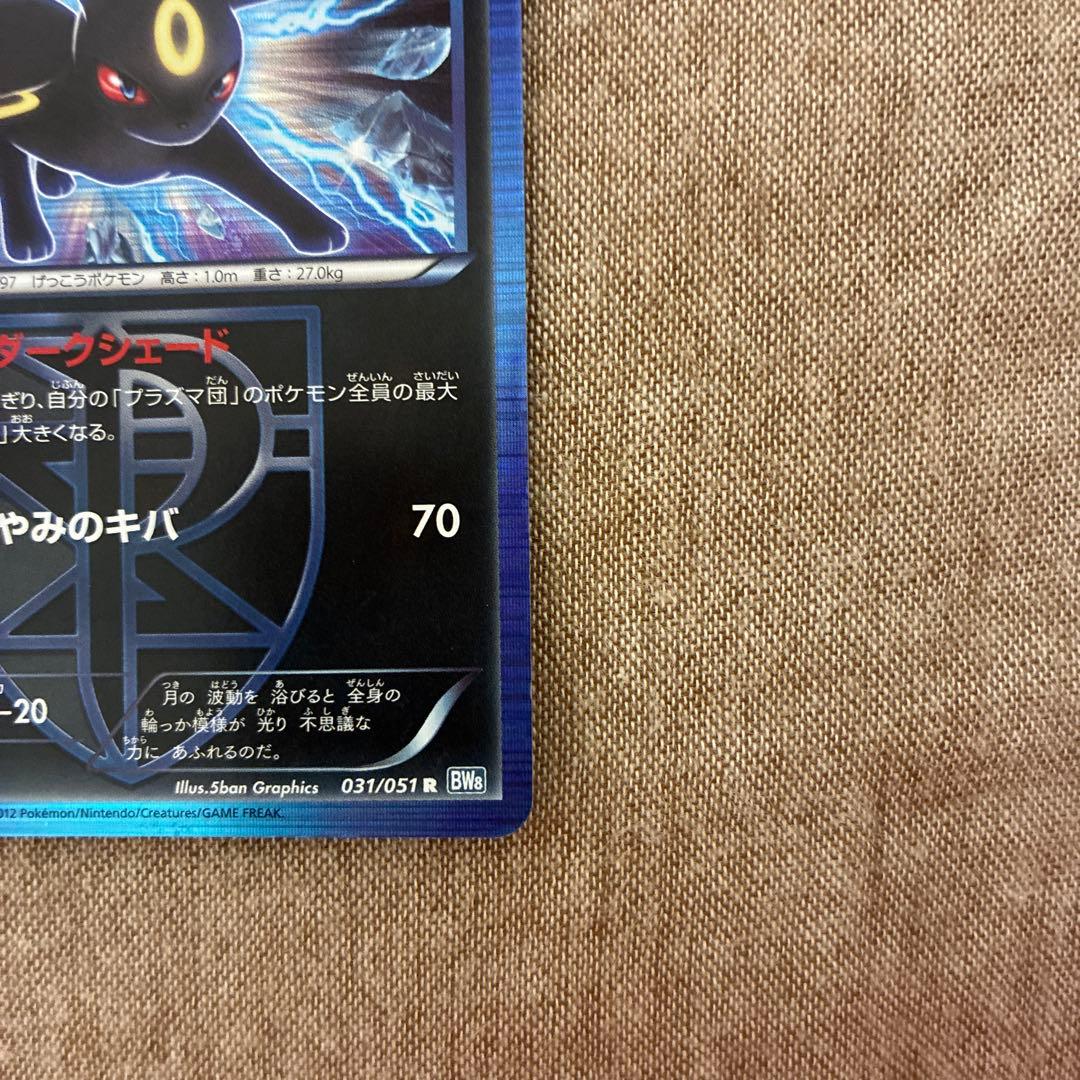 97 げっこうポケモン 高さ：1.0m 重さ：27.0kg
ダークシェード
ぎり、自分の「プラズマ団」のポケモン全員の最大
」大きくなる。
やみのキバ 70
-20
月の 波動を 浴びると 全身の
輪っか模様が 光り 不思議な
力に あふれるのだ。
Illus.5ban Graphics 031/051 R BW8
012 Pokémon/Nintendo/Creatures/GAME FREAK.